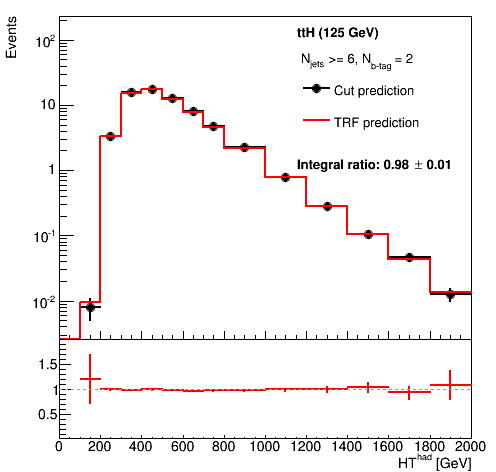 Events
ttH (125 GeV)
N_jets >= 6, N_b-tag = 2
Cut prediction
TRF prediction
Integral ratio: 0.98 ± 0.01
10^2
10
1
10^-1
10^-2
1.5
1
0.5
0 200 400 600 800 1000 1200 1400 1600 1800 2000
HT^had [GeV]